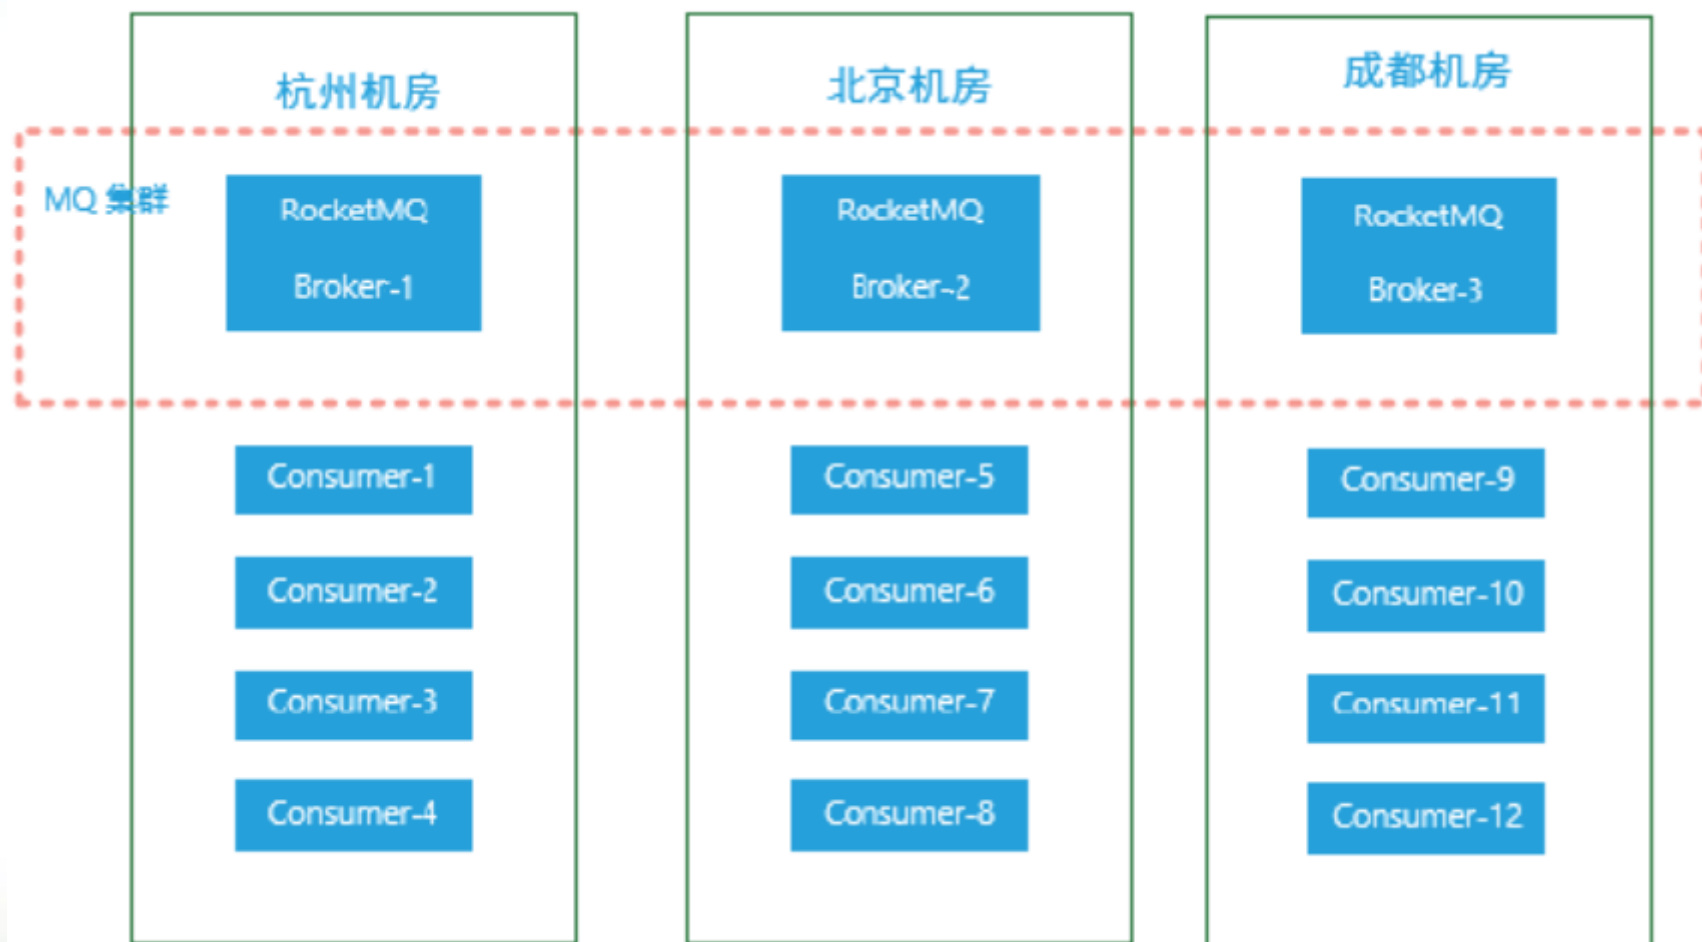 杭州机房
北京机房
成都机房
MQ 集群
RocketMQ
Broker-1
RocketMQ
Broker-2
RocketMQ
Broker-3
Consumer-1
Consumer-5
Consumer-9
Consumer-2
Consumer-6
Consumer-10
Consumer-3
Consumer-7
Consumer-11
Consumer-4
Consumer-8
Consumer-12